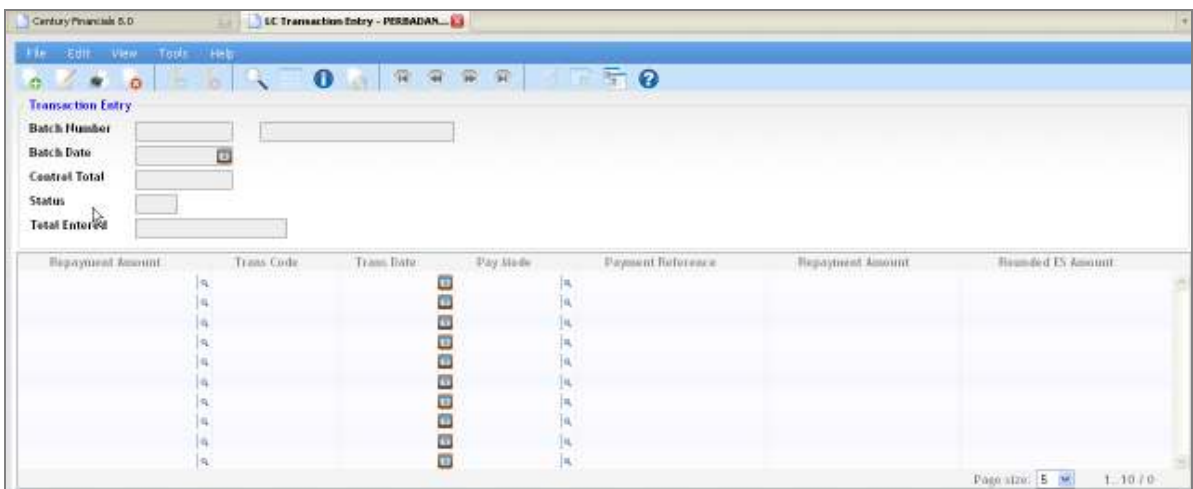 Century Financials 6.0
LC Transaction Entry - PERBADAN...
File Edit View Tools Help
Transaction Entry
Batch Number
Batch Date
Control Total
Status
Total Entered
Repayment Amount Trans Code Trans Date Pay Mode Payment Reference Repayment Amount Rounded ES Amount
Page size: 5 1..10 / 0